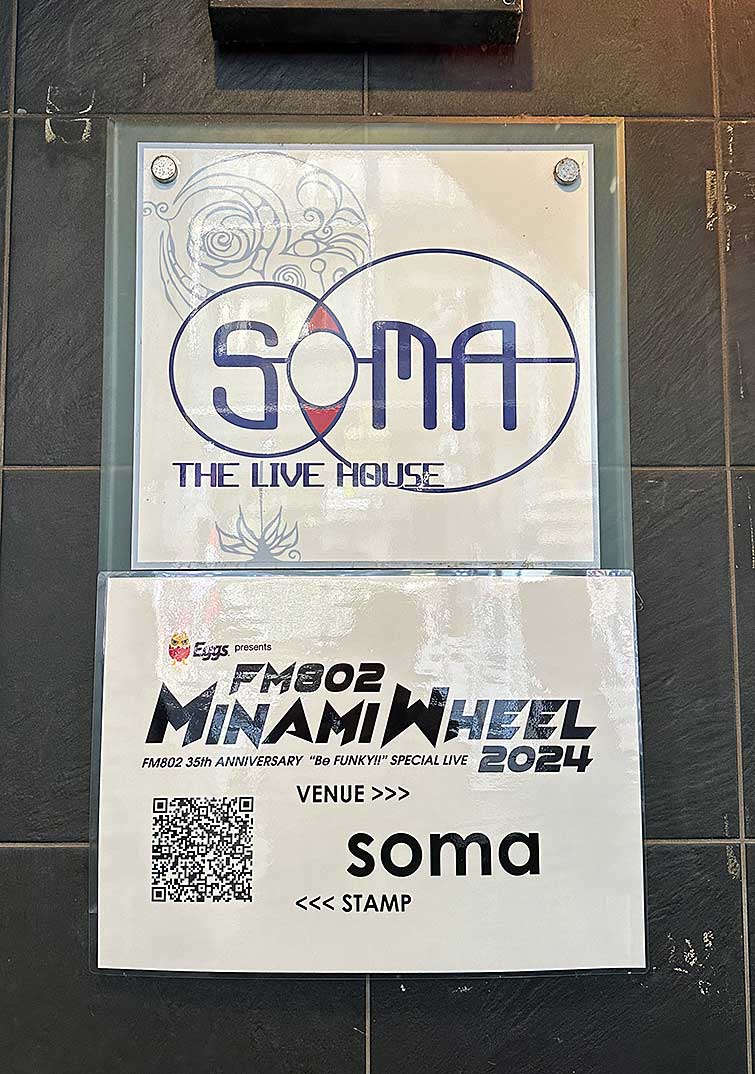 SOMA
THE LIVE HOUSE
Eggs presents
FM802
MINAMI WHEEL
2024
FM802 35th ANNIVERSARY "Be FUNKY!!" SPECIAL LIVE
VENUE >>>
soma
<<< STAMP